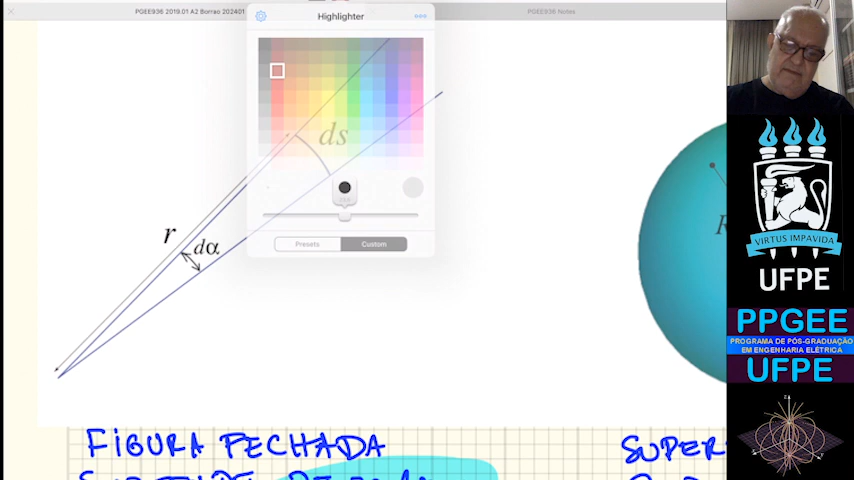 PGEE936 2019.01 A2 Borrao 202401
PGEE936 Notes
Highlighter
ds
r
dα
R
Presets
Custom
FIGURA FECHADA
SUPER
VIRTUS IMPAVIDA
UFPE
PPGEE
PROGRAMA DE PÓS-GRADUAÇÃO
EM ENGENHARIA ELÉTRICA
UFPE